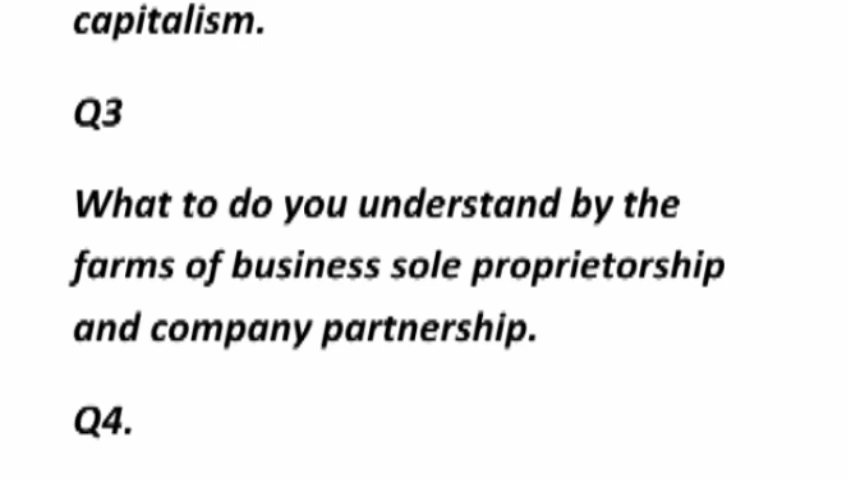 capitalism.
Q3
What to do you understand by the
farms of business sole proprietorship
and company partnership.
Q4.